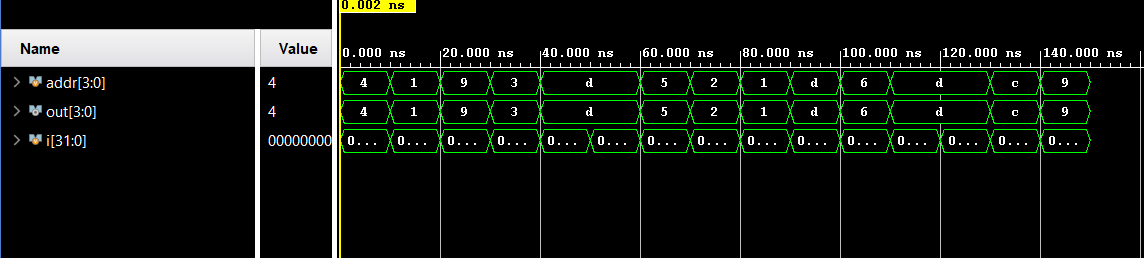 0.002 ns
Name Value 0.000 ns 20.000 ns 40.000 ns 60.000 ns 80.000 ns 100.000 ns 120.000 ns 140.000 ns
addr[3:0] 4 4 1 9 3 d 5 2 1 d 6 d c 9
out[3:0] 4 4 1 9 3 d 5 2 1 d 6 d c 9
i[31:0] 00000000 0... 0... 0... 0... 0... 0... 0... 0... 0... 0... 0... 0... 0... 0... 0...